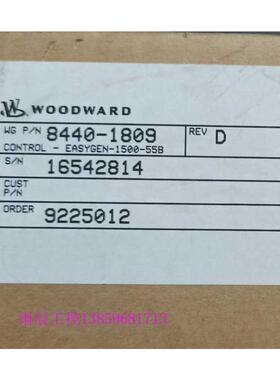 WOODWARD
WG P/N 8440-1809 REV D
CONTROL - EASYGEN-1500-55B
S/N 16542814
CUST P/N
ORDER 9225012